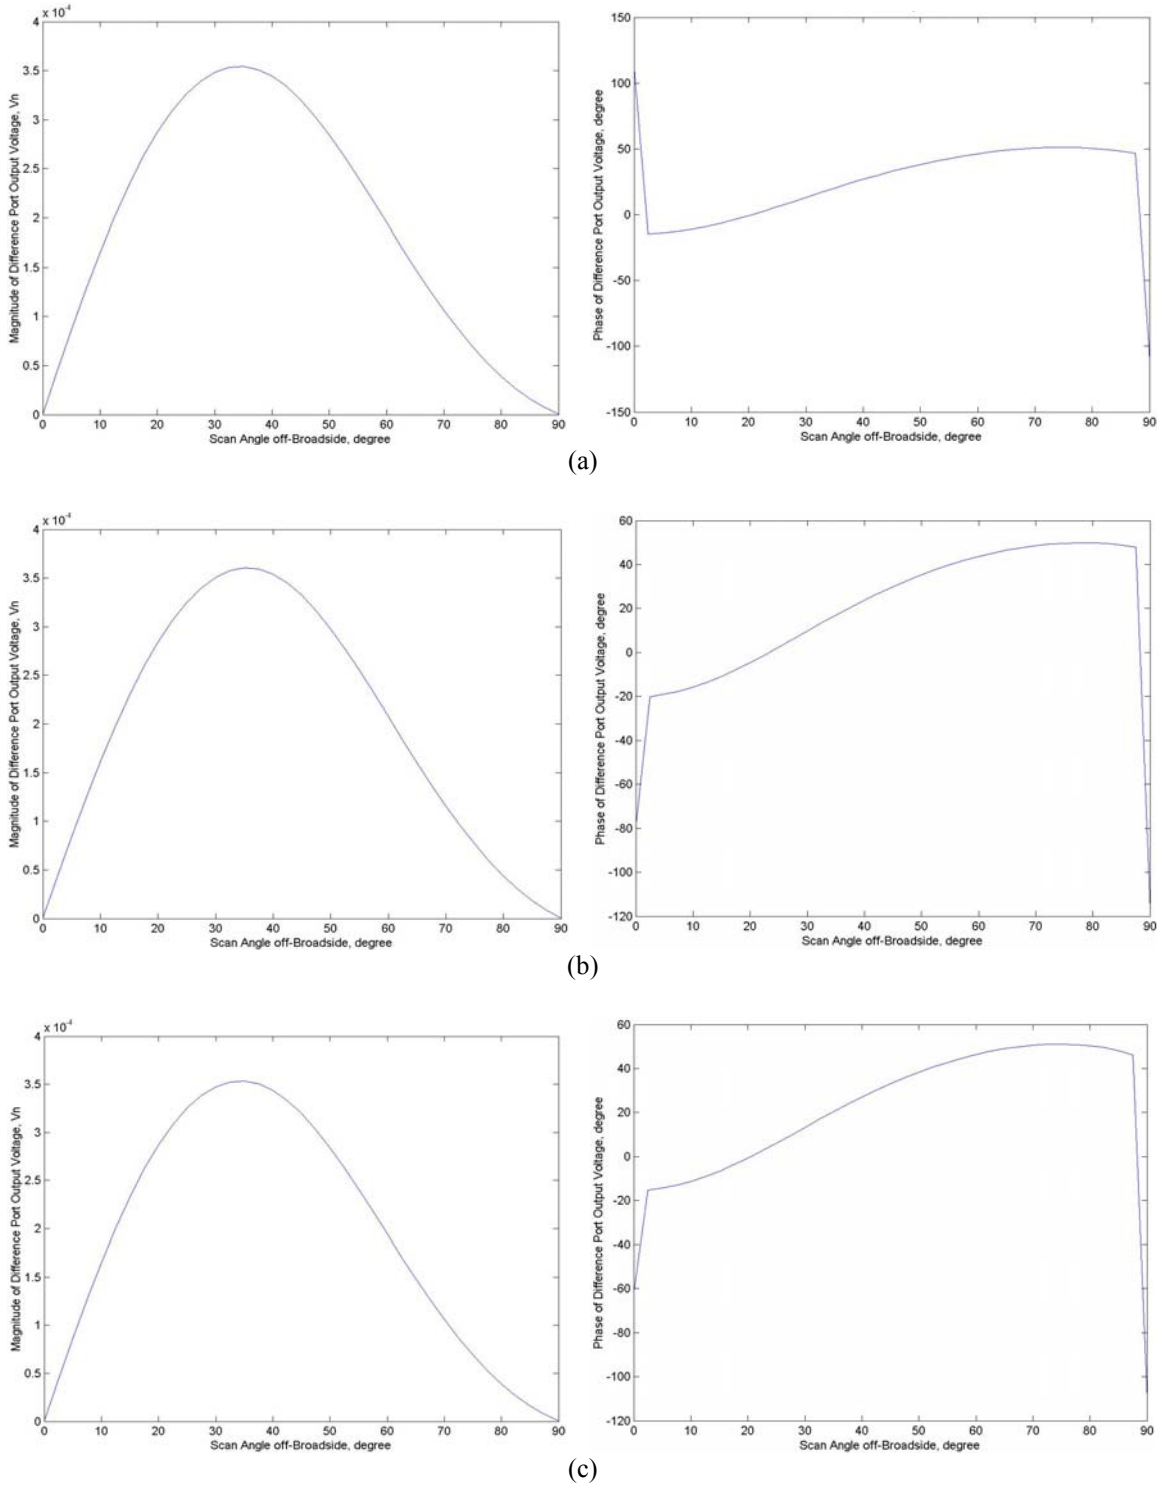 x 10-4
4
3.5
3
2.5
2
1.5
1
0.5
0
Magnitude of Difference Port Output Voltage, Vn
0 10 20 30 40 50 60 70 80 90
Scan Angle off-Broadside, degree
150
100
50
0
-50
-100
-150
Phase of Difference Port Output Voltage, degree
0 10 20 30 40 50 60 70 80 90
Scan Angle off-Broadside, degree
(a)
x 10-4
4
3.5
3
2.5
2
1.5
1
0.5
0
Magnitude of Difference Port Output Voltage, Vn
0 10 20 30 40 50 60 70 80 90
Scan Angle off-Broadside, degree
60
40
20
0
-20
-40
-60
-80
-100
-120
Phase of Difference Port Output Voltage, degree
0 10 20 30 40 50 60 70 80 90
Scan Angle off-Broadside, degree
(b)
x 10-4
4
3.5
3
2.5
2
1.5
1
0.5
0
Magnitude of Difference Port Output Voltage, Vn
0 10 20 30 40 50 60 70 80 90
Scan Angle off-Broadside, degree
60
40
20
0
-20
-40
-60
-80
-100
-120
Phase of Difference Port Output Voltage, degree
0 10 20 30 40 50 60 70 80 90
Scan Angle off-Broadside, degree
(c)